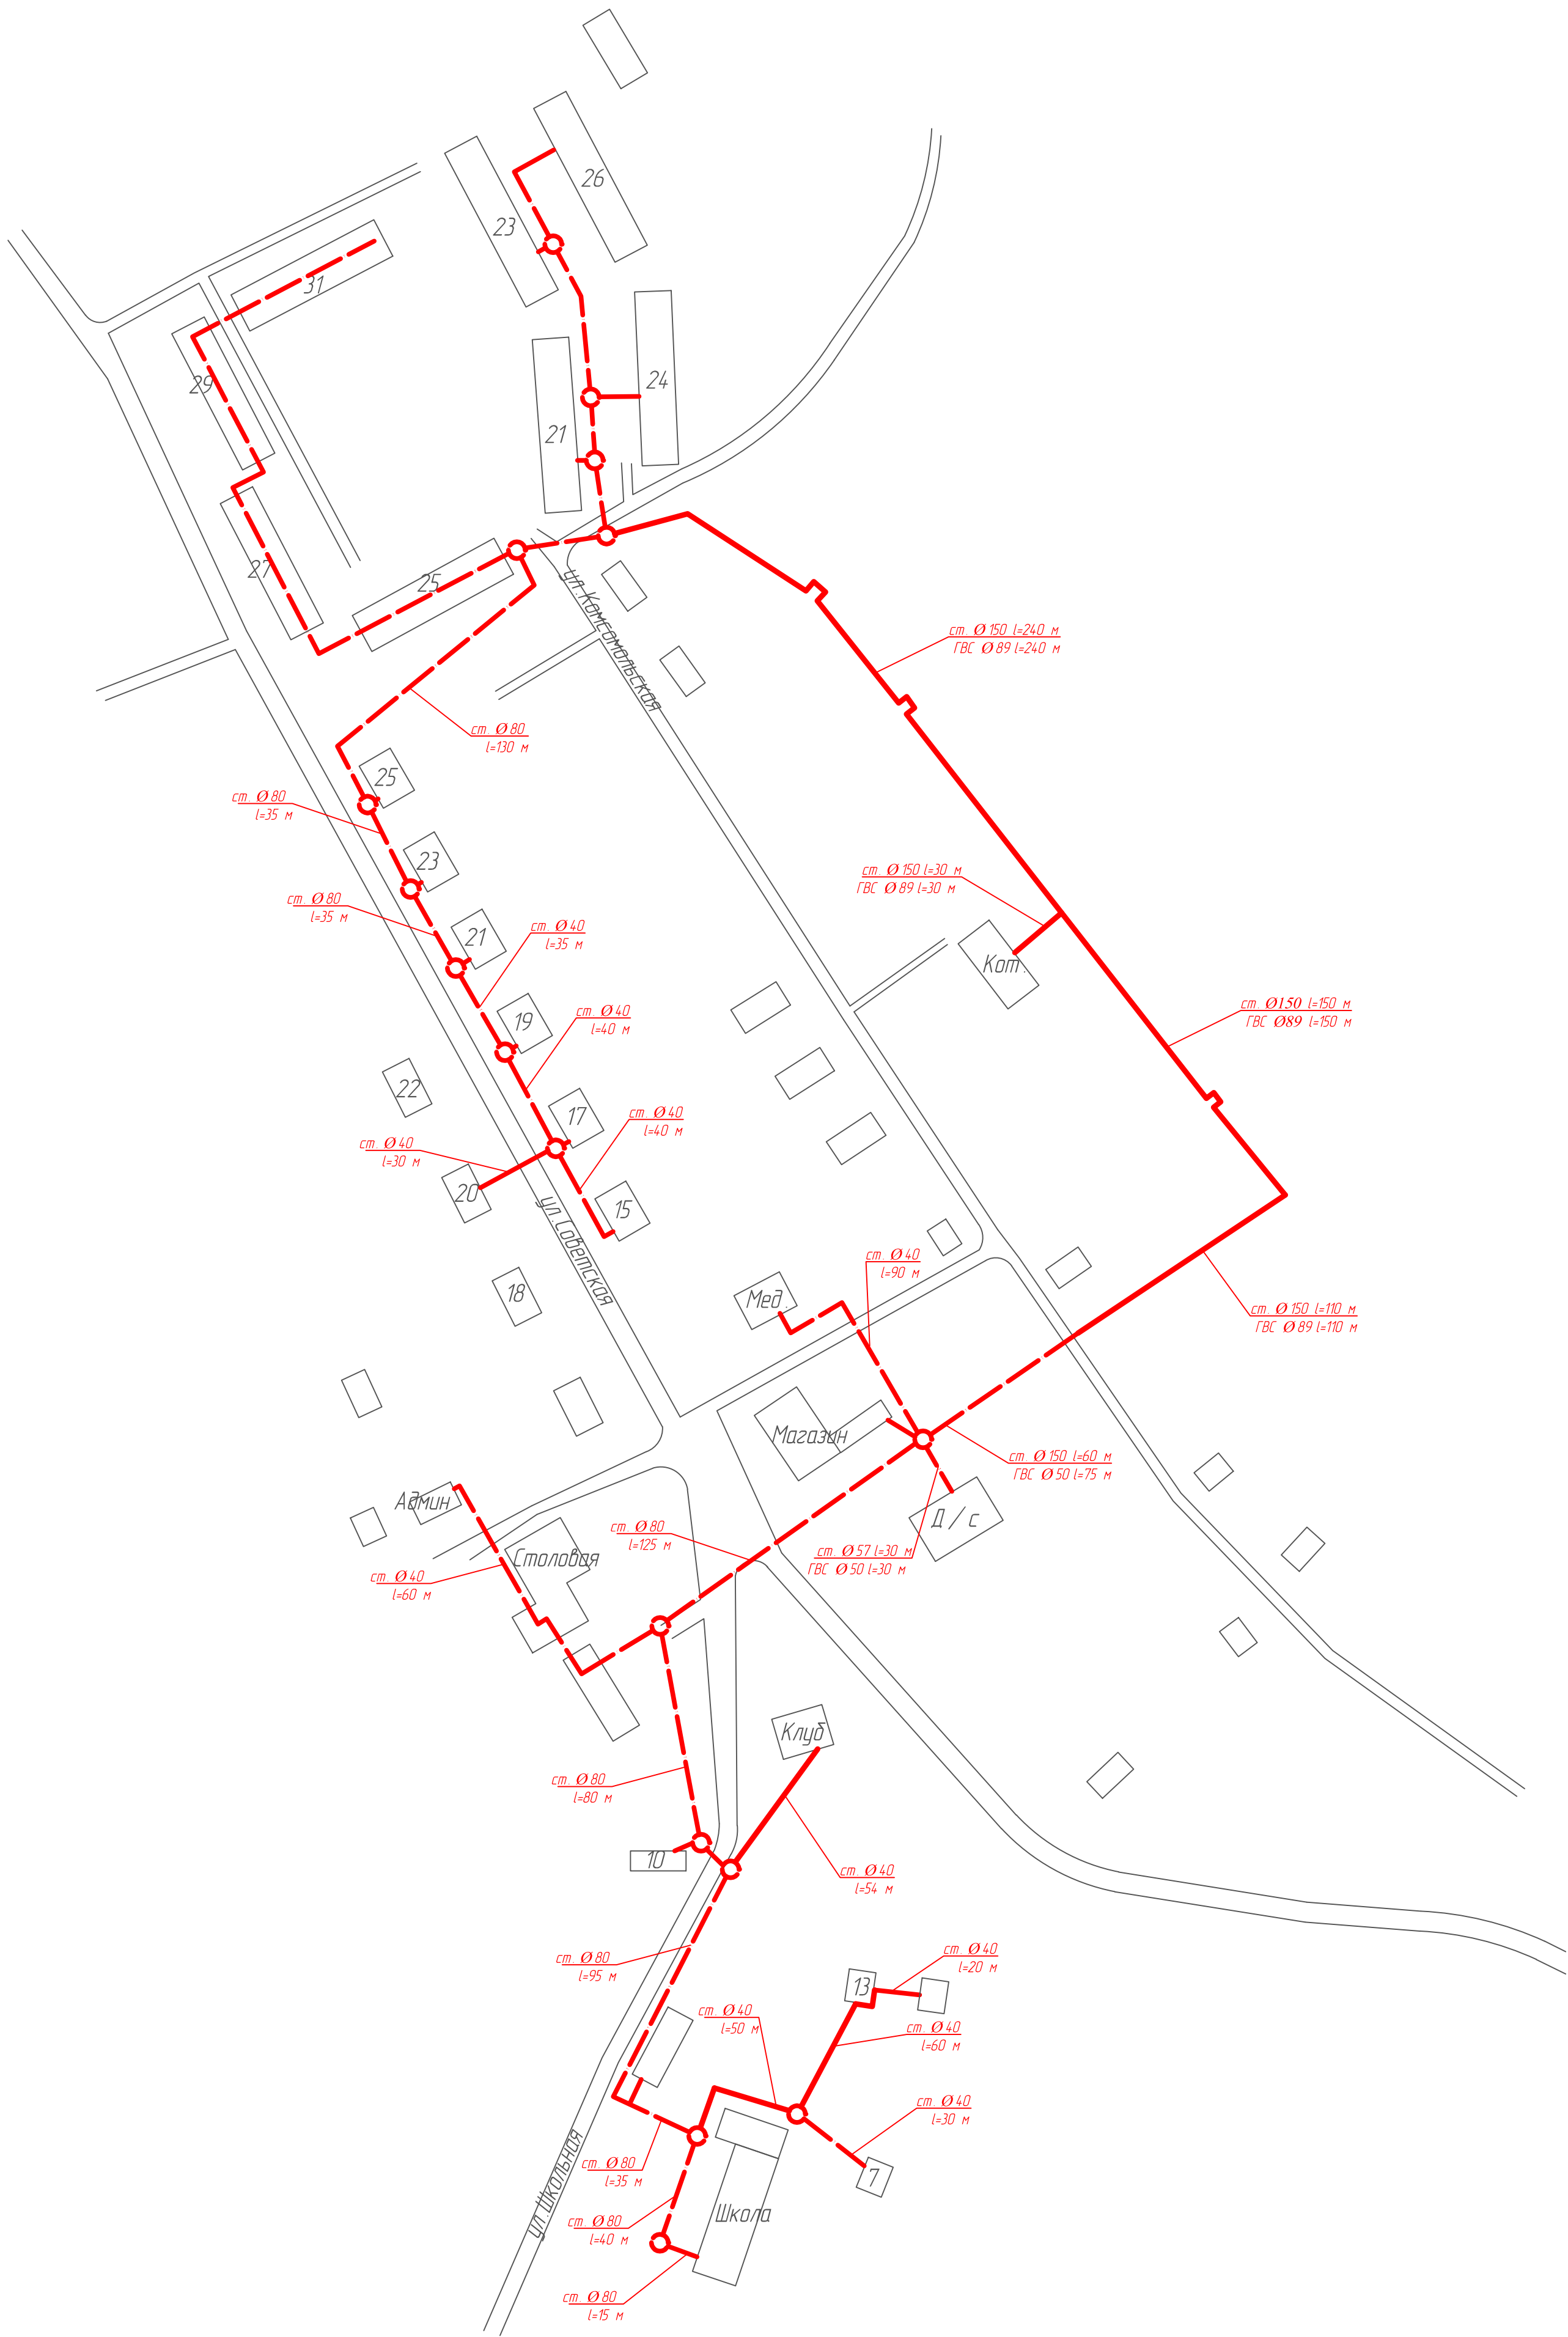 26
23
31
24
29
21
27
25
ул.Комсомольская
ст. Ø 150 l=240 м
ГВС Ø 89 l=240 м
ст. Ø 80
l=130 м
25
ст. Ø 80
l=35 м
23
ст. Ø 150 l=30 м
ГВС Ø 89 l=30 м
ст. Ø 80
l=35 м
21
ст. Ø 40
l=35 м
Кот.
19
ст. Ø 40
l=40 м
ст. Ø150 l=150 м
ГВС Ø89 l=150 м
22
17
ст. Ø 40
l=40 м
ст. Ø 40
l=30 м
20
15
ул.Советская
ст. Ø 40
l=90 м
18
Мед.
ст. Ø 150 l=110 м
ГВС Ø 89 l=110 м
Магазин
ст. Ø 150 l=60 м
ГВС Ø 50 l=75 м
Админ
Д/с
ст. Ø 80
l=125 м
ст. Ø 57 l=30 м
ГВС Ø 50 l=30 м
Столовая
ст. Ø 40
l=60 м
Клуб
ст. Ø 80
l=80 м
10
ст. Ø 40
l=54 м
ст. Ø 80
l=95 м
ст. Ø 40
l=20 м
13
ст. Ø 40
l=50 м
ст. Ø 40
l=60 м
ст. Ø 40
l=30 м
ул.Школьная
ст. Ø 80
l=35 м
7
Школа
ст. Ø 80
l=40 м
ст. Ø 80
l=15 м